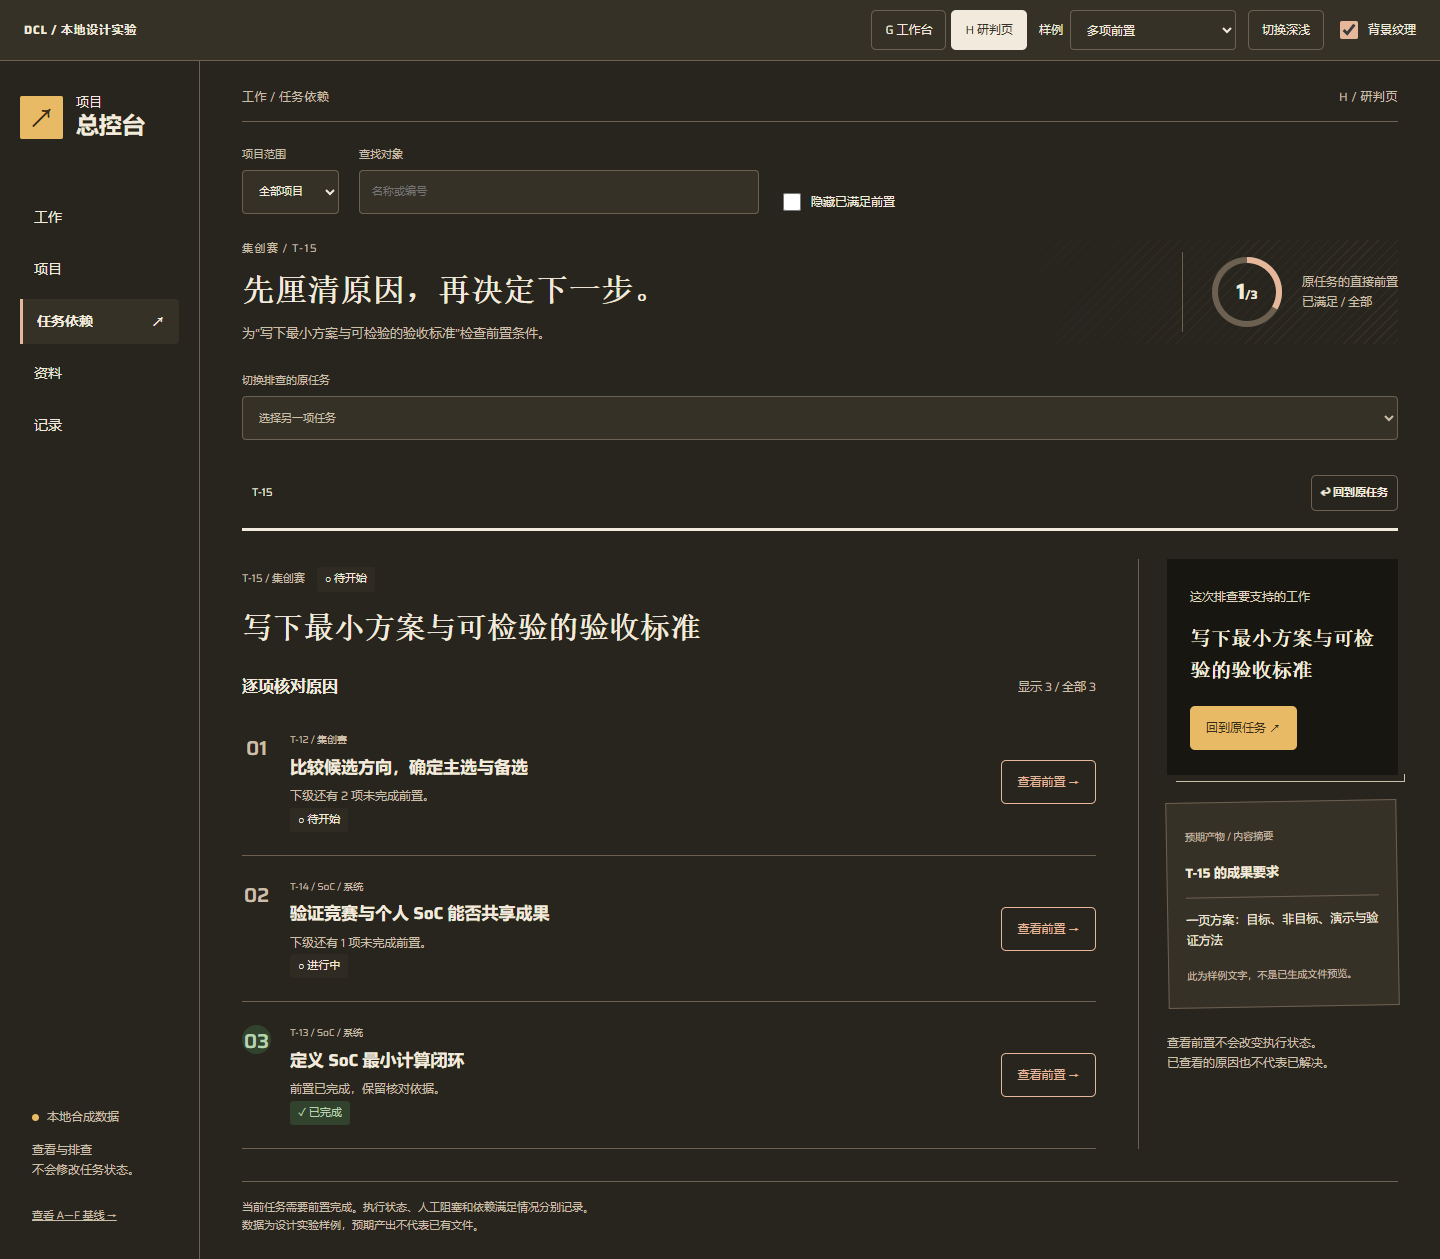 DCL / 本地设计实验
G 工作台
H 研判页
样例
多项前置
切换深浅
背景纹理
项目
总控台
工作
项目
任务依赖 ↗
资料
记录
本地合成数据
查看与排查
不会修改任务状态。
查看 A—F 基线 →
工作 / 任务依赖
H / 研判页
项目范围
全部项目
查找对象
名称或编号
隐藏已满足前置
集创赛 / T-15
先厘清原因，再决定下一步。
为“写下最小方案与可检验的验收标准”检查前置条件。
1/3
原任务的直接前置
已满足 / 全部
切换排查的原任务
选择另一项任务
T-15
↩ 回到原任务
T-15 / 集创赛
○ 待开始
写下最小方案与可检验的验收标准
逐项核对原因
显示 3 / 全部 3
01
T-12 / 集创赛
比较候选方向，确定主选与备选
下级还有 2 项未完成前置。
○ 待开始
查看前置 →
02
T-14 / SoC / 系统
验证竞赛与个人 SoC 能否共享成果
下级还有 1 项未完成前置。
○ 进行中
查看前置 →
03
T-13 / SoC / 系统
定义 SoC 最小计算闭环
前置已完成，保留核对依据。
✓ 已完成
查看前置 →
这次排查要支持的工作
写下最小方案与可检
验的验收标准
回到原任务 ↗
预期产物 / 内容摘要
T-15 的成果要求
一页方案：目标、非目标、演示与验
证方法
此为样例文字，不是已生成文件预览。
查看前置不会改变执行状态。
已查看的原因也不代表已解决。
当前任务需要前置完成。执行状态、人工阻塞和依赖满足情况分别记录。
数据为设计实验样例，预期产出不代表已有文件。